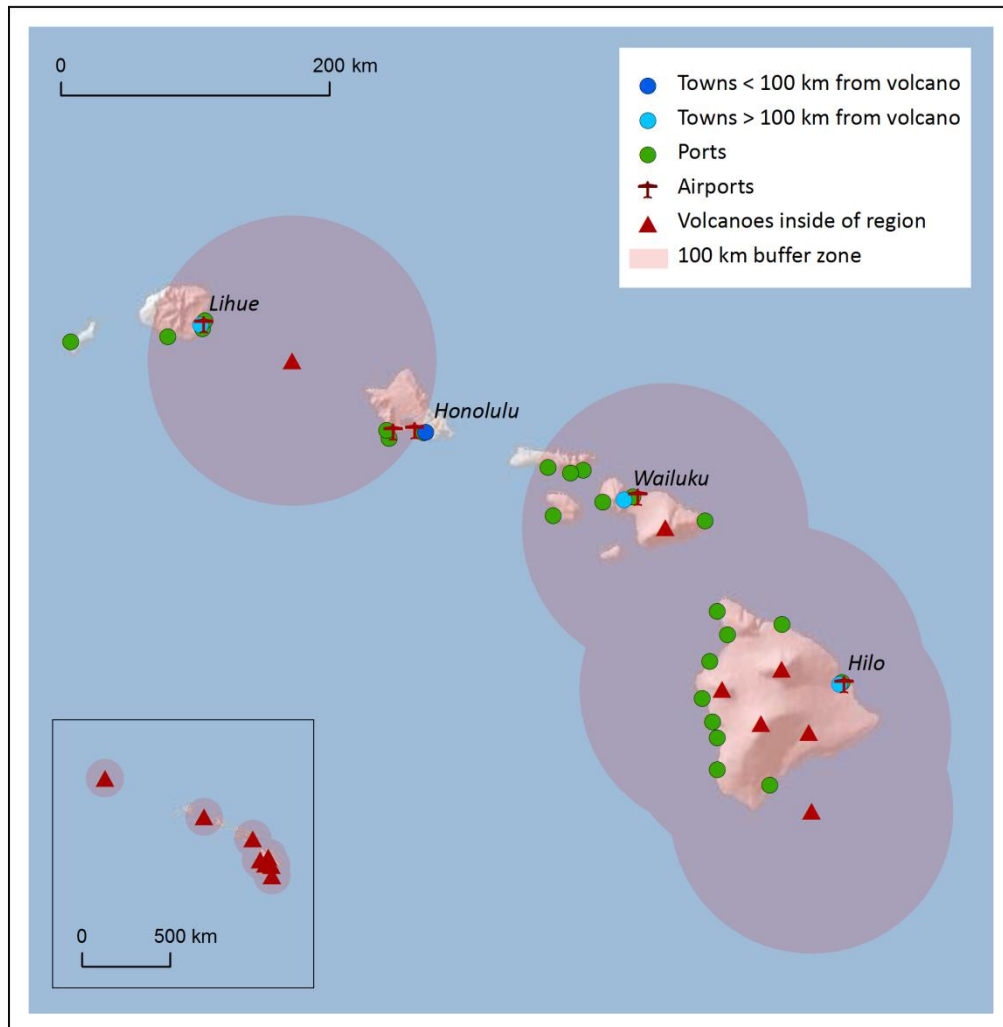 0 200 km
Towns < 100 km from volcano
Towns > 100 km from volcano
Ports
Airports
Volcanoes inside of region
100 km buffer zone
Lihue
Honolulu
Wailuku
Hilo
0 500 km